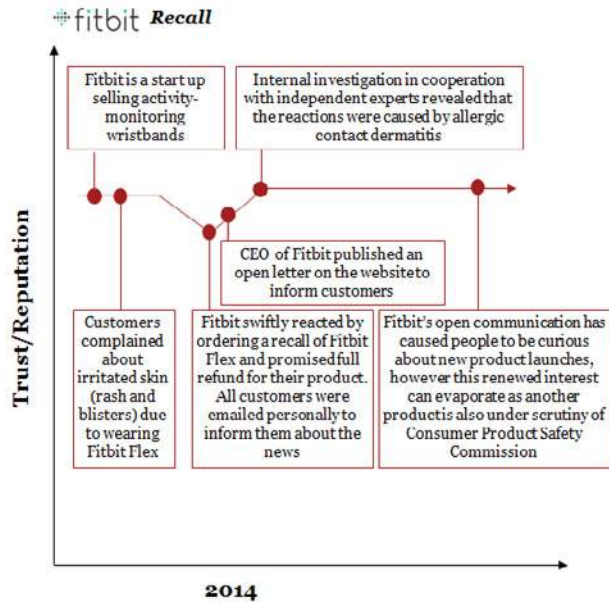 fitbit Recall
Fitbit is a start up
selling activity-
monitoring
wristbands
Internal investigation in cooperation
with independent experts revealed that
the reactions were caused by allergic
contact dermatitis
Trust/Reputation
CEO of Fitbit published an
open letter on the website to
inform customers
Customers
complained
about
irritated skin
(rash and
blisters) due
to wearing
Fitbit Flex
Fitbit swiftly reacted by
ordering a recall of Fitbit
Flex and promised full
refund for their product.
All customers were
emailed personally to
inform them about the
news
Fitbit's open communication has
caused people to be curious
about new product launches,
however this renewed interest
can evaporate as another
product is also under scrutiny of
Consumer Product Safety
Commission
2014